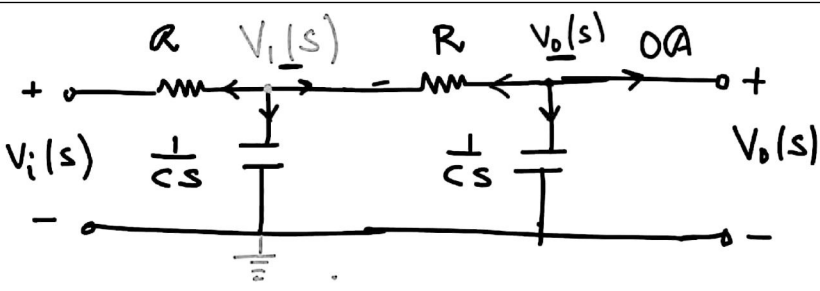 R V₁(s) R V₀(s) 0A
+ - +
Vᵢ(s) 1/CS 1/CS V₀(s)
- -